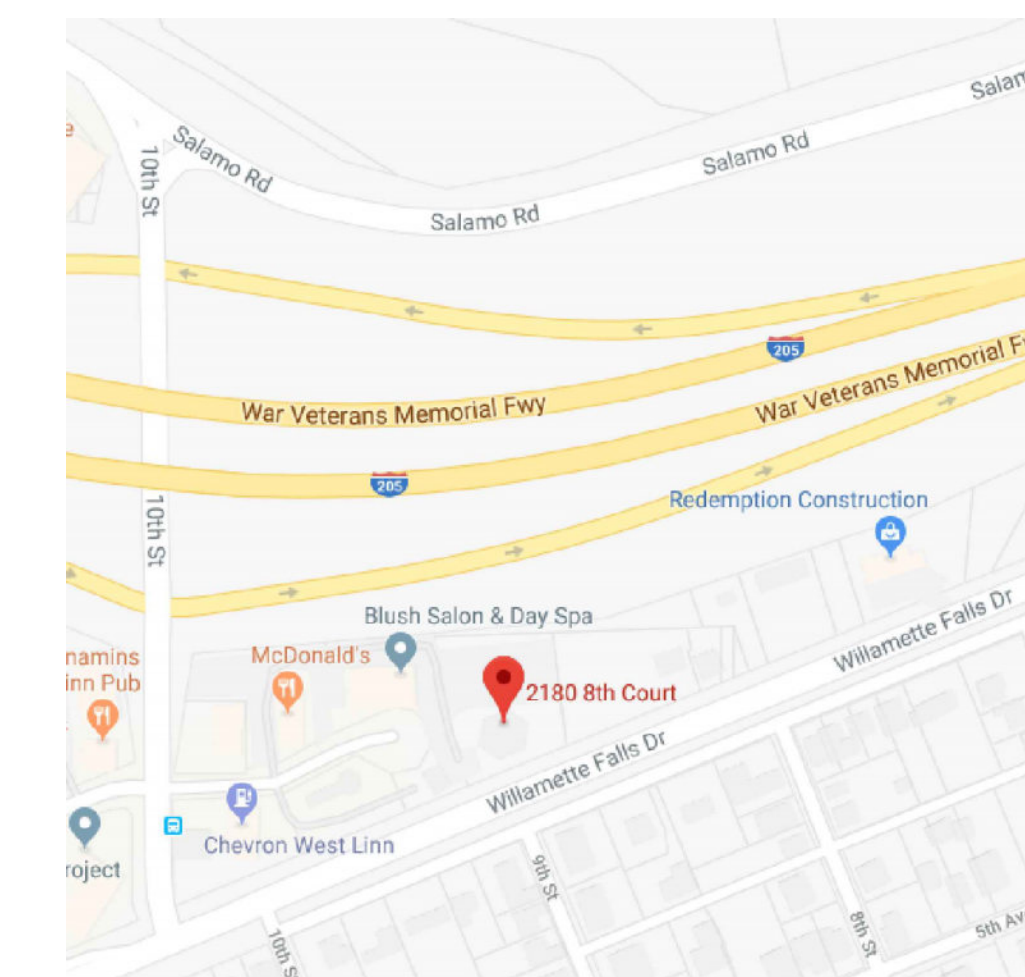 Salam
Salamo Rd
Salamo Rd
Salamo Rd
e
10th St
205
War Veterans Memorial F
War Veterans Memorial Fwy
205
10th St
Redemption Construction
Blush Salon & Day Spa
Willamette Falls Dr
namins
inn Pub
McDonald's
2180 8th Court
Willamette Falls Dr
Chevron West Linn
roject
9th St
8th St
5th Av
10th S